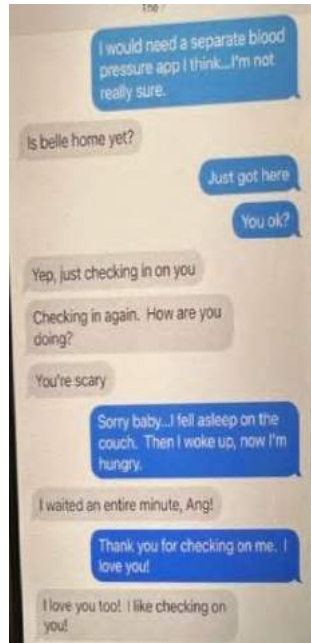 I would need a separate blood
pressure app I think...I'm not
really sure.
Is belle home yet?
Just got here
You ok?
Yep, just checking in on you
Checking in again. How are you
doing?
You're scary
Sorry baby...I fell asleep on the
couch. Then I woke up, now I'm
hungry.
I waited an entire minute, Ang!
Thank you for checking on me. I
love you!
I love you too! I like checking on
you!